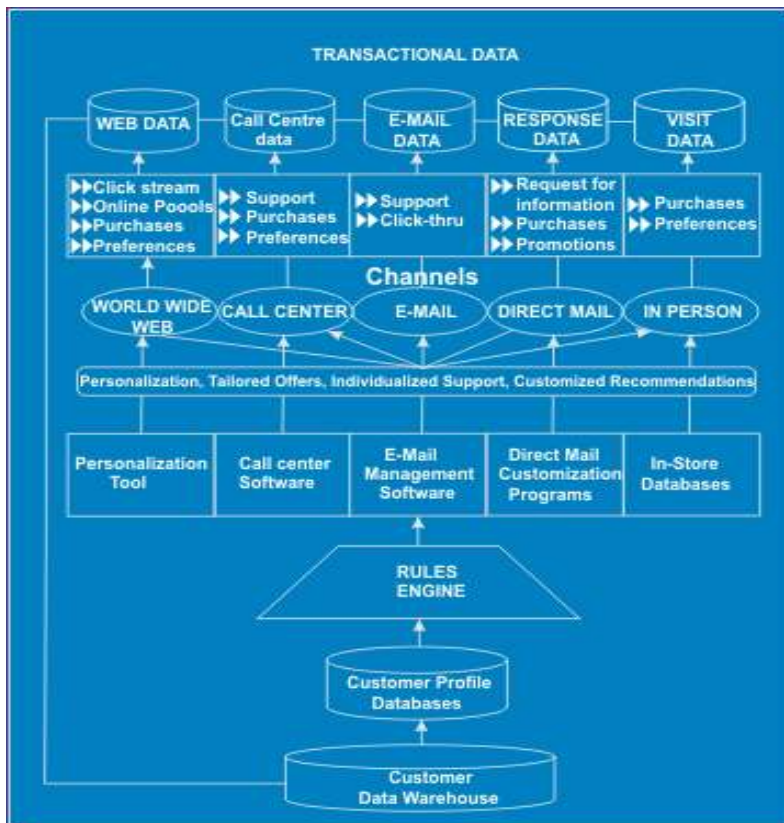 TRANSACTIONAL DATA
WEB DATA
Call Centre
data
E-MAIL
DATA
RESPONSE
DATA
VISIT
DATA
Click stream
Online Poools
Purchases
Preferences
Support
Purchases
Preferences
Support
Click-thru
Request for
information
Purchases
Promotions
Purchases
Preferences
Channels
WORLD WIDE
WEB
CALL CENTER
E-MAIL
DIRECT MAIL
IN PERSON
Personalization, Tailored Offers, Individualized Support, Customized Recommendations
Personalization
Tool
Call center
Software
E-Mail
Management
Software
Direct Mail
Customization
Programs
In-Store
Databases
RULES
ENGINE
Customer Profile
Databases
Customer
Data Warehouse